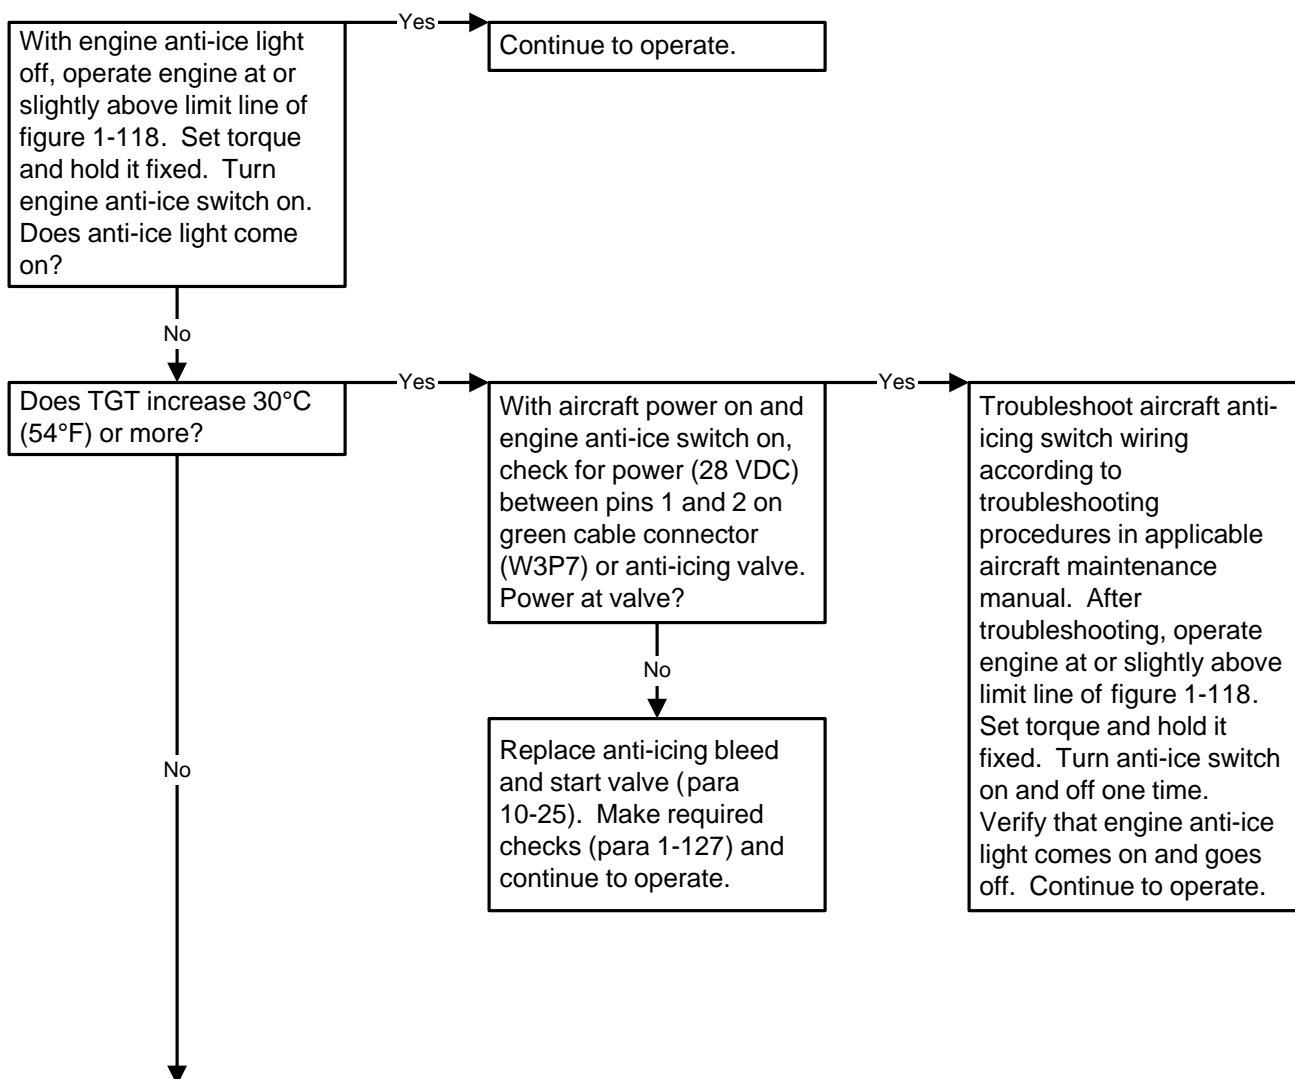 With engine anti-ice light
off, operate engine at or
slightly above limit line of
figure 1-118.  Set torque
and hold it fixed.  Turn
engine anti-ice switch on.
Does anti-ice light come
on?
Yes
Continue to operate.
No
Does TGT increase 30°C
(54°F) or more?
Yes
With aircraft power on and
engine anti-ice switch on,
check for power (28 VDC)
between pins 1 and 2 on
green cable connector
(W3P7) or anti-icing valve.
Power at valve?
Yes
Troubleshoot aircraft anti-
icing switch wiring
according to
troubleshooting
procedures in applicable
aircraft maintenance
manual.  After
troubleshooting, operate
engine at or slightly above
limit line of figure 1-118.
Set torque and hold it
fixed.  Turn anti-ice switch
on and off one time.
Verify that engine anti-ice
light comes on and goes
off.  Continue to operate.
No
Replace anti-icing bleed
and start valve (para
10-25).  Make required
checks (para 1-127) and
continue to operate.
No